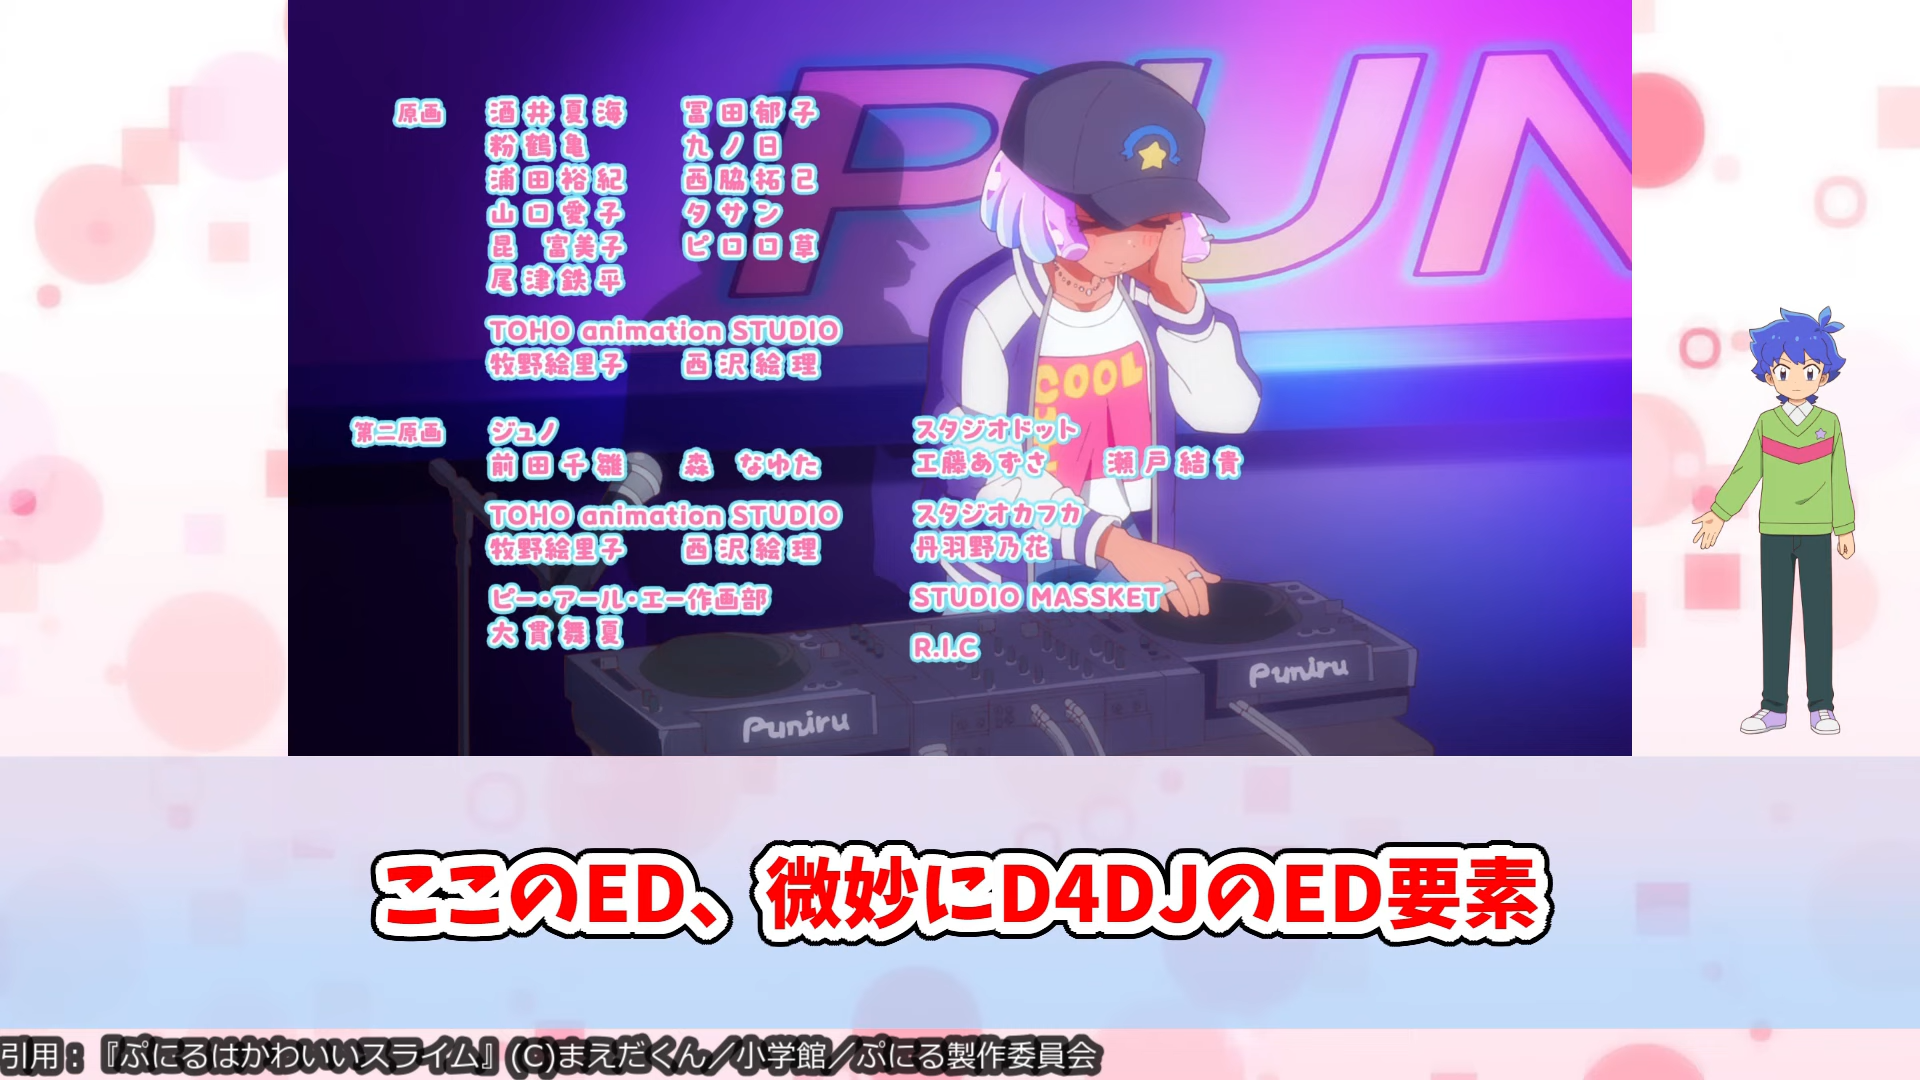 PUN
原画 酒井夏海 冨田郁子
粉鶴亀 九ノ日
浦田裕紀 西脇拓己
山口愛子 タサン
昆 富美子 ピロロ草
尾津鉄平
TOHO animation STUDIO
牧野絵里子 西沢絵理
COOL
第二原画 ジュノ
前田千雛 森 なゆた
TOHO animation STUDIO
牧野絵里子 西沢絵理
ピー・アール・エー作画部
大貫舞夏
スタジオドット
工藤あずさ 瀬戸結貴
スタジオカフカ
丹羽野乃花
STUDIO MASSKET
R.I.C
Puniru
Puniru
ここのED、微妙にD4DJのED要素
引用：『ぷにるはかわいいスライム』(C)まえだくん／小学館／ぷにる製作委員会